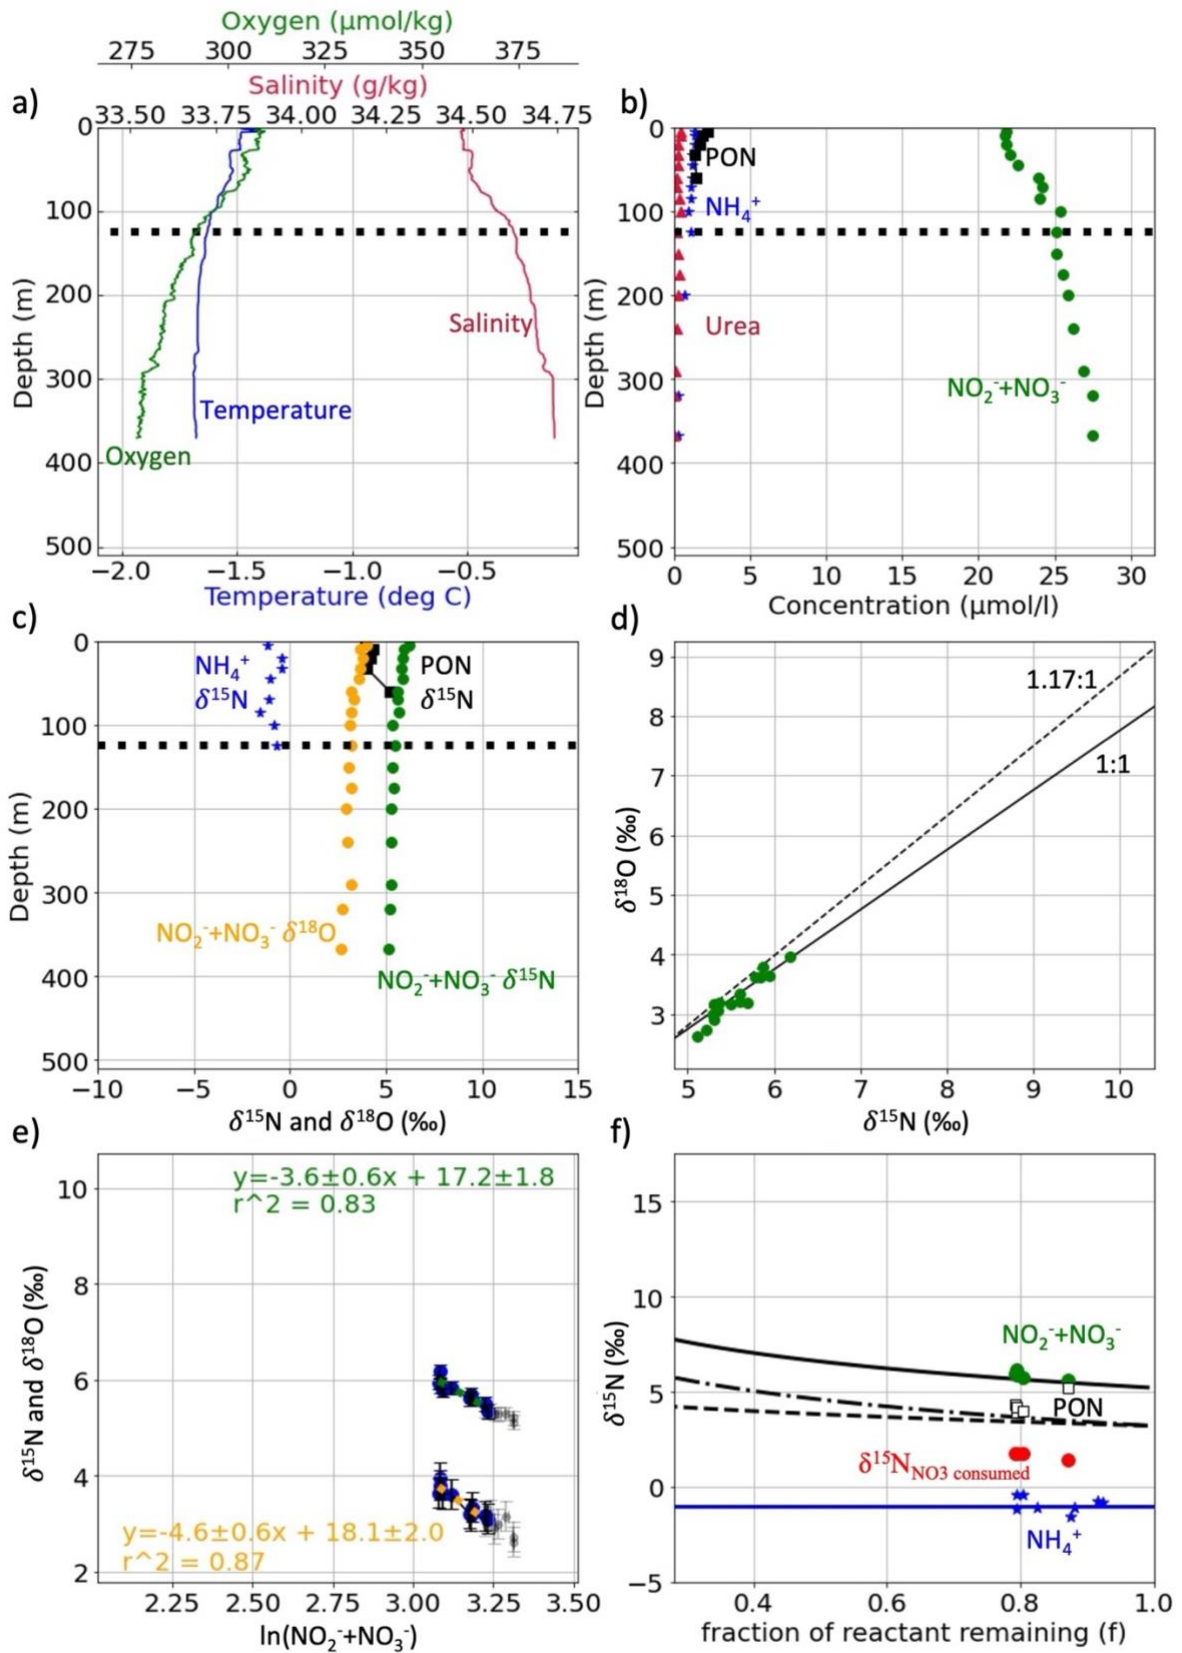 Oxygen (μmol/kg)
275 300 325 350 375
Salinity (g/kg)
a)
33.50 33.75 34.00 34.25 34.50 34.75
0
100
200
300
400
500
Depth (m)
Salinity
Temperature
Oxygen
−2.0 −1.5 −1.0 −0.5
Temperature (deg C)
b)
0
100
200
300
400
500
Depth (m)
PON
NH₄⁺
Urea
NO₂⁻+NO₃⁻
0 5 10 15 20 25 30
Concentration (μmol/l)
c)
0
100
200
300
400
500
Depth (m)
NH₄⁺
δ¹⁵N
PON
δ¹⁵N
NO₂⁻+NO₃⁻ δ¹⁸O
NO₂⁻+NO₃⁻ δ¹⁵N
−10 −5 0 5 10 15
δ¹⁵N and δ¹⁸O (‰)
d)
9
8
7
6
5
4
3
δ¹⁸O (‰)
1.17:1
1:1
5 6 7 8 9 10
δ¹⁵N (‰)
e)
y=-3.6±0.6x + 17.2±1.8
r^2 = 0.83
10
8
6
4
2
δ¹⁵N and δ¹⁸O (‰)
y=-4.6±0.6x + 18.1±2.0
r^2 = 0.87
2.25 2.50 2.75 3.00 3.25 3.50
ln(NO₂⁻+NO₃⁻)
f)
15
10
5
0
−5
δ¹⁵N (‰)
NO₂⁻+NO₃⁻
PON
δ¹⁵N_NO3 consumed
NH₄⁺
0.4 0.6 0.8 1.0
fraction of reactant remaining (f)